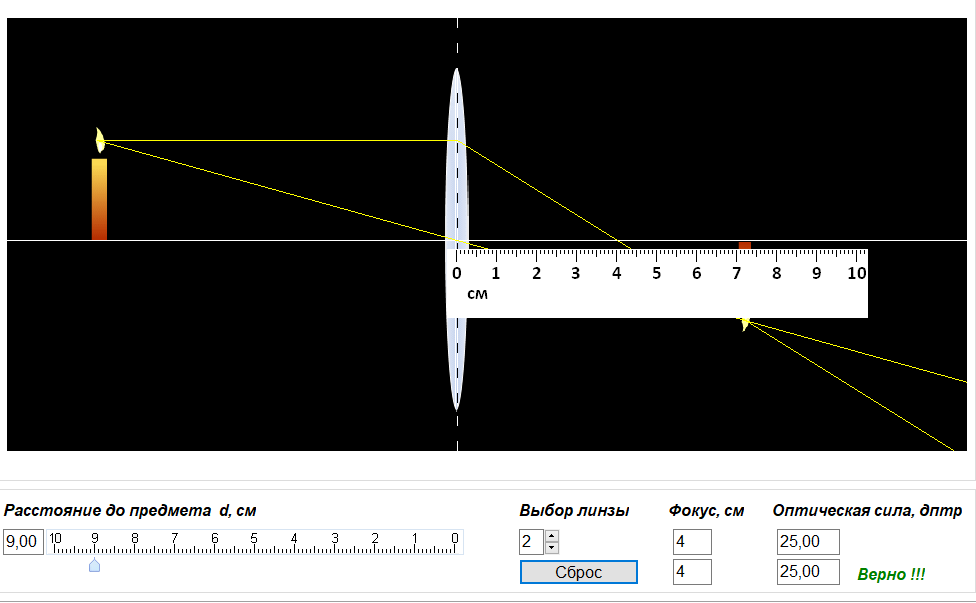 0 1 2 3 4 5 6 7 8 9 10
см
Расстояние до предмета d, см
Выбор линзы
Фокус, см
Оптическая сила, дптр
9,00
10 9 8 7 6 5 4 3 2 1 0
2
4
25,00
Сброс
4
25,00
Верно !!!